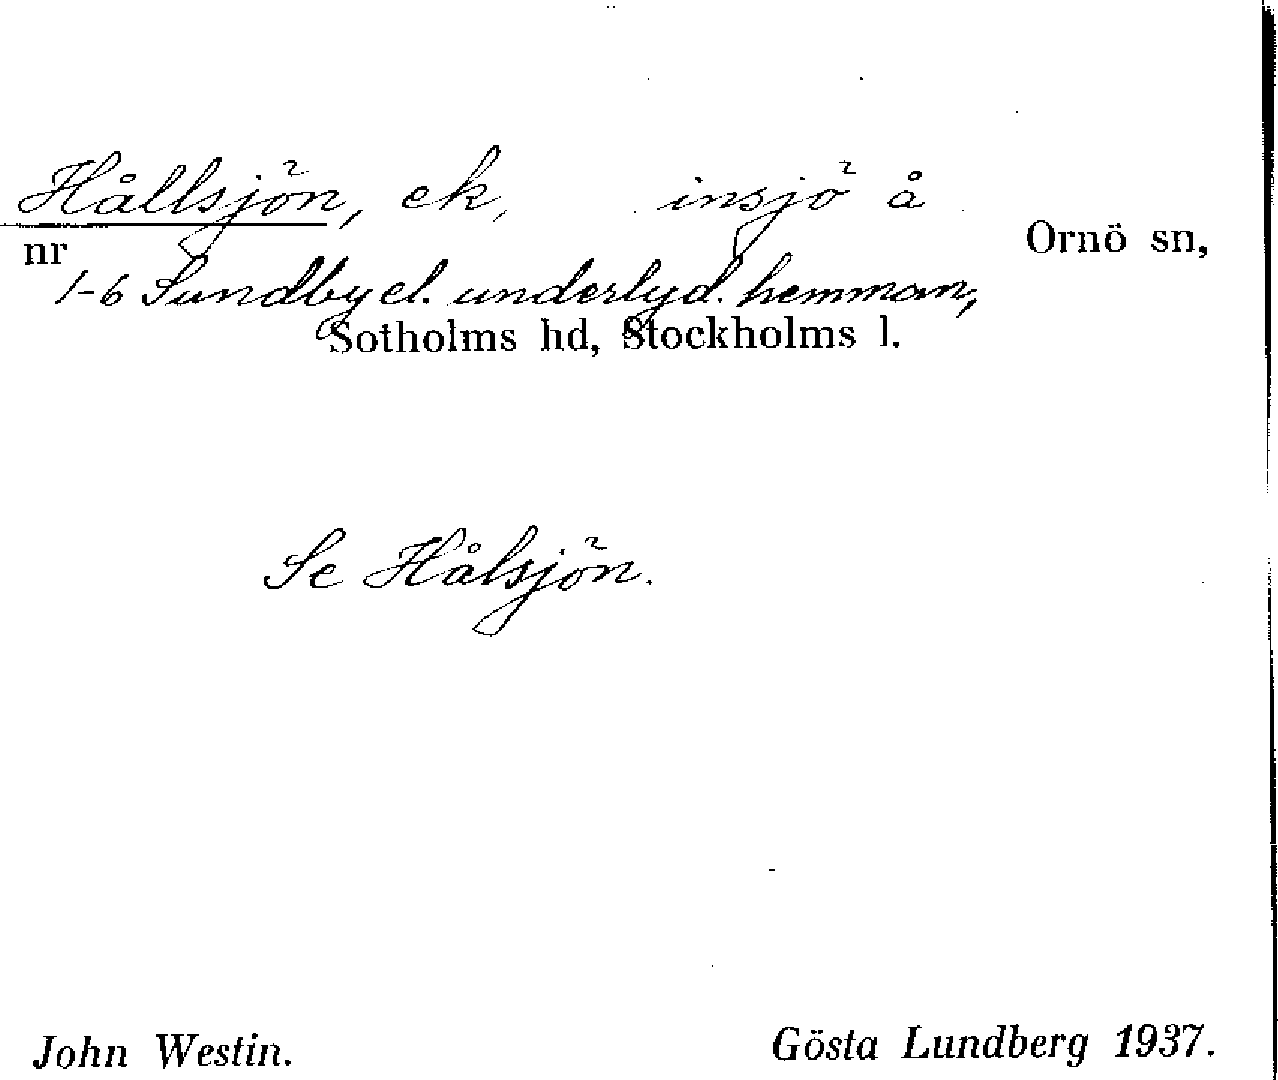 Hållsjön, ek, insjö å Ornö sn,
nr 1-6 Sundby el. underlyd. hemman,
Sotholms hd, Stockholms l.
Se Hålsjön.
John Westin. Gösta Lundberg 1937.